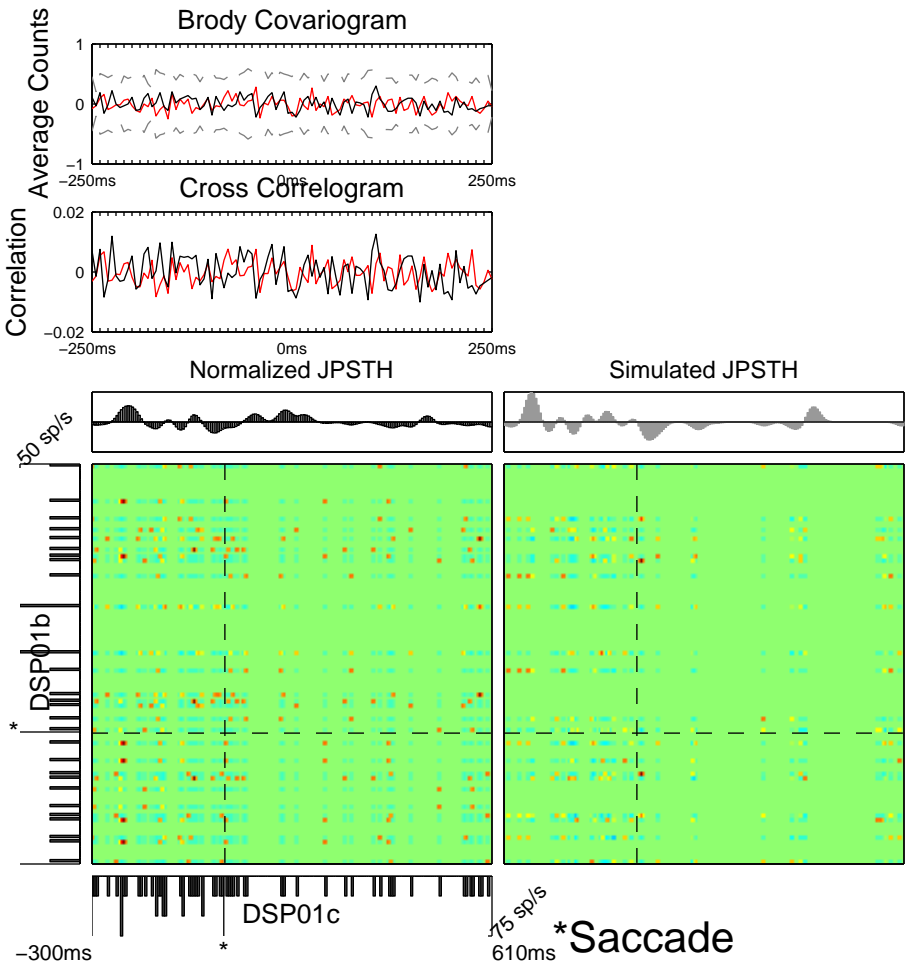 Brody Covariogram
Average Counts
1
0
−1
−250ms
0ms
250ms
Cross Correlogram
Correlation
0.02
0
−0.02
−250ms
0ms
250ms
Normalized JPSTH
Simulated JPSTH
50 sp/s
DSP01b
*
DSP01c
75 sp/s
−300ms
*
610ms
*Saccade